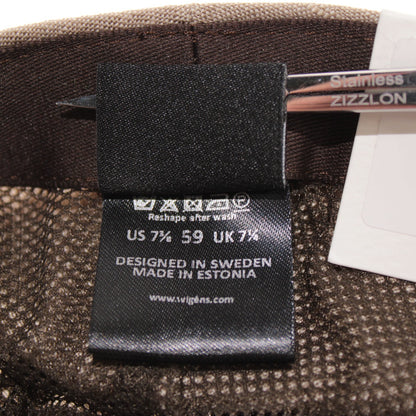 Stainless
ZIZZLON
Reshape after wash
US 7⅜ 59 UK 7¼
DESIGNED IN SWEDEN
MADE IN ESTONIA
www.wigens.com